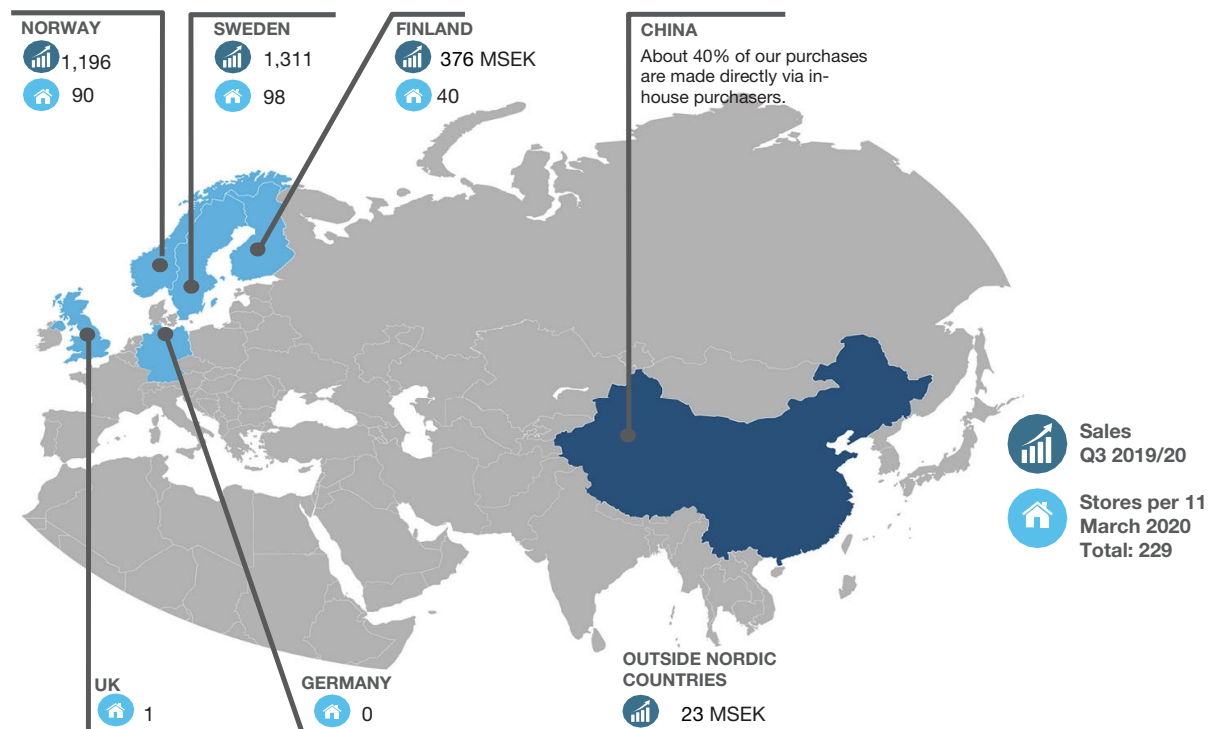 NORWAY
1,196
90
SWEDEN
1,311
98
FINLAND
376 MSEK
40
CHINA
About 40% of our purchases
are made directly via in-
house purchasers.
Sales
Q3 2019/20
Stores per 11
March 2020
Total: 229
UK
1
GERMANY
0
OUTSIDE NORDIC
COUNTRIES
23 MSEK